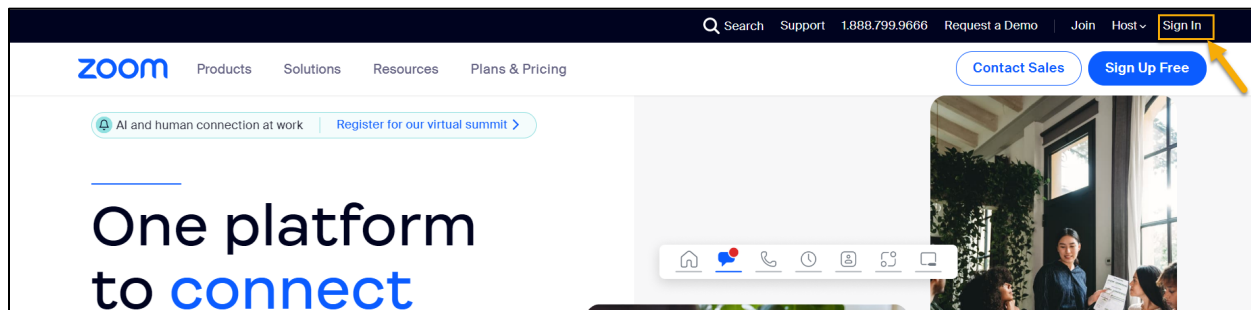 Search Support 1.888.799.9666 Request a Demo Join Host Sign In
zoom Products Solutions Resources Plans & Pricing Contact Sales Sign Up Free
AI and human connection at work Register for our virtual summit
One platform
to connect